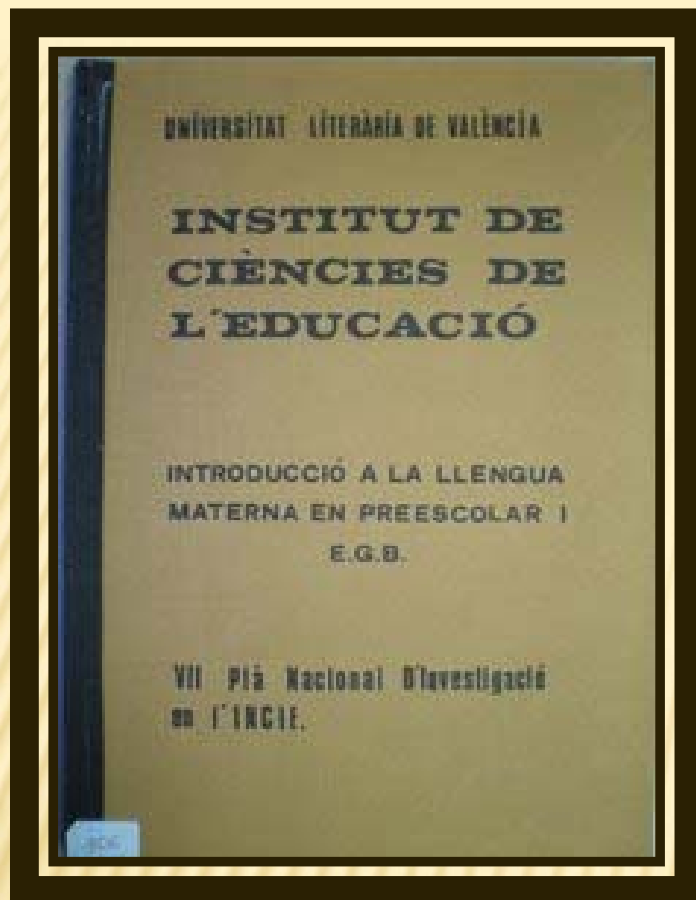 UNIVERSITAT LITERÀRIA DE VALÈNCIA
INSTITUT DE
CIÈNCIES DE
L'EDUCACIÓ
INTRODUCCIÓ A LA LLENGUA
MATERNA EN PREESCOLAR I
E.G.B.
VII Plà Nacional D'Investigació
en l'INCIE.